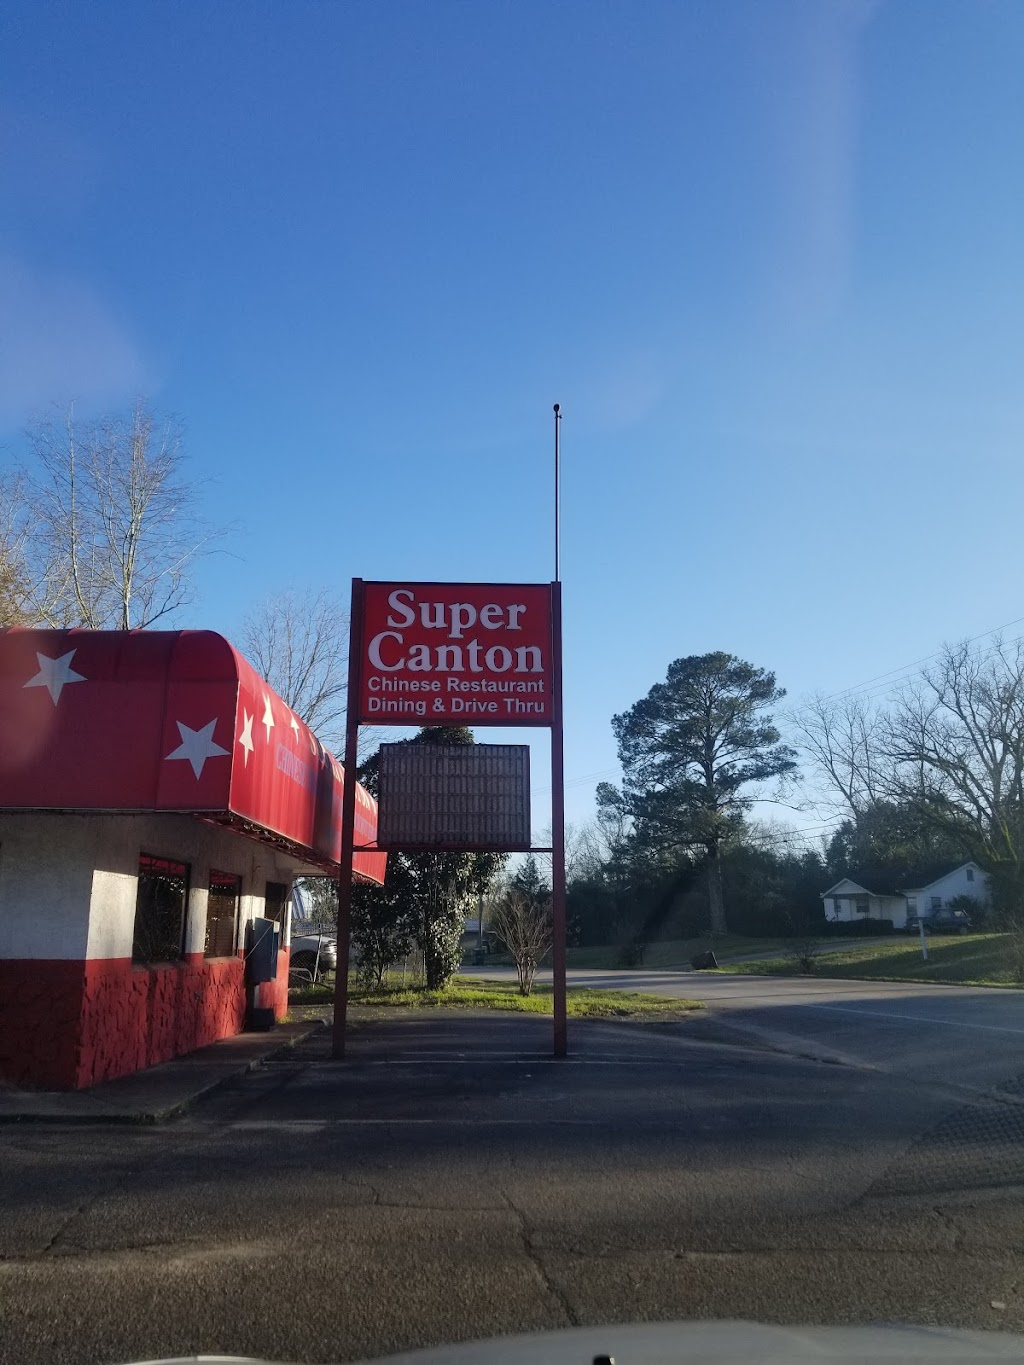 Super
Canton
Chinese Restaurant
Dining & Drive Thru